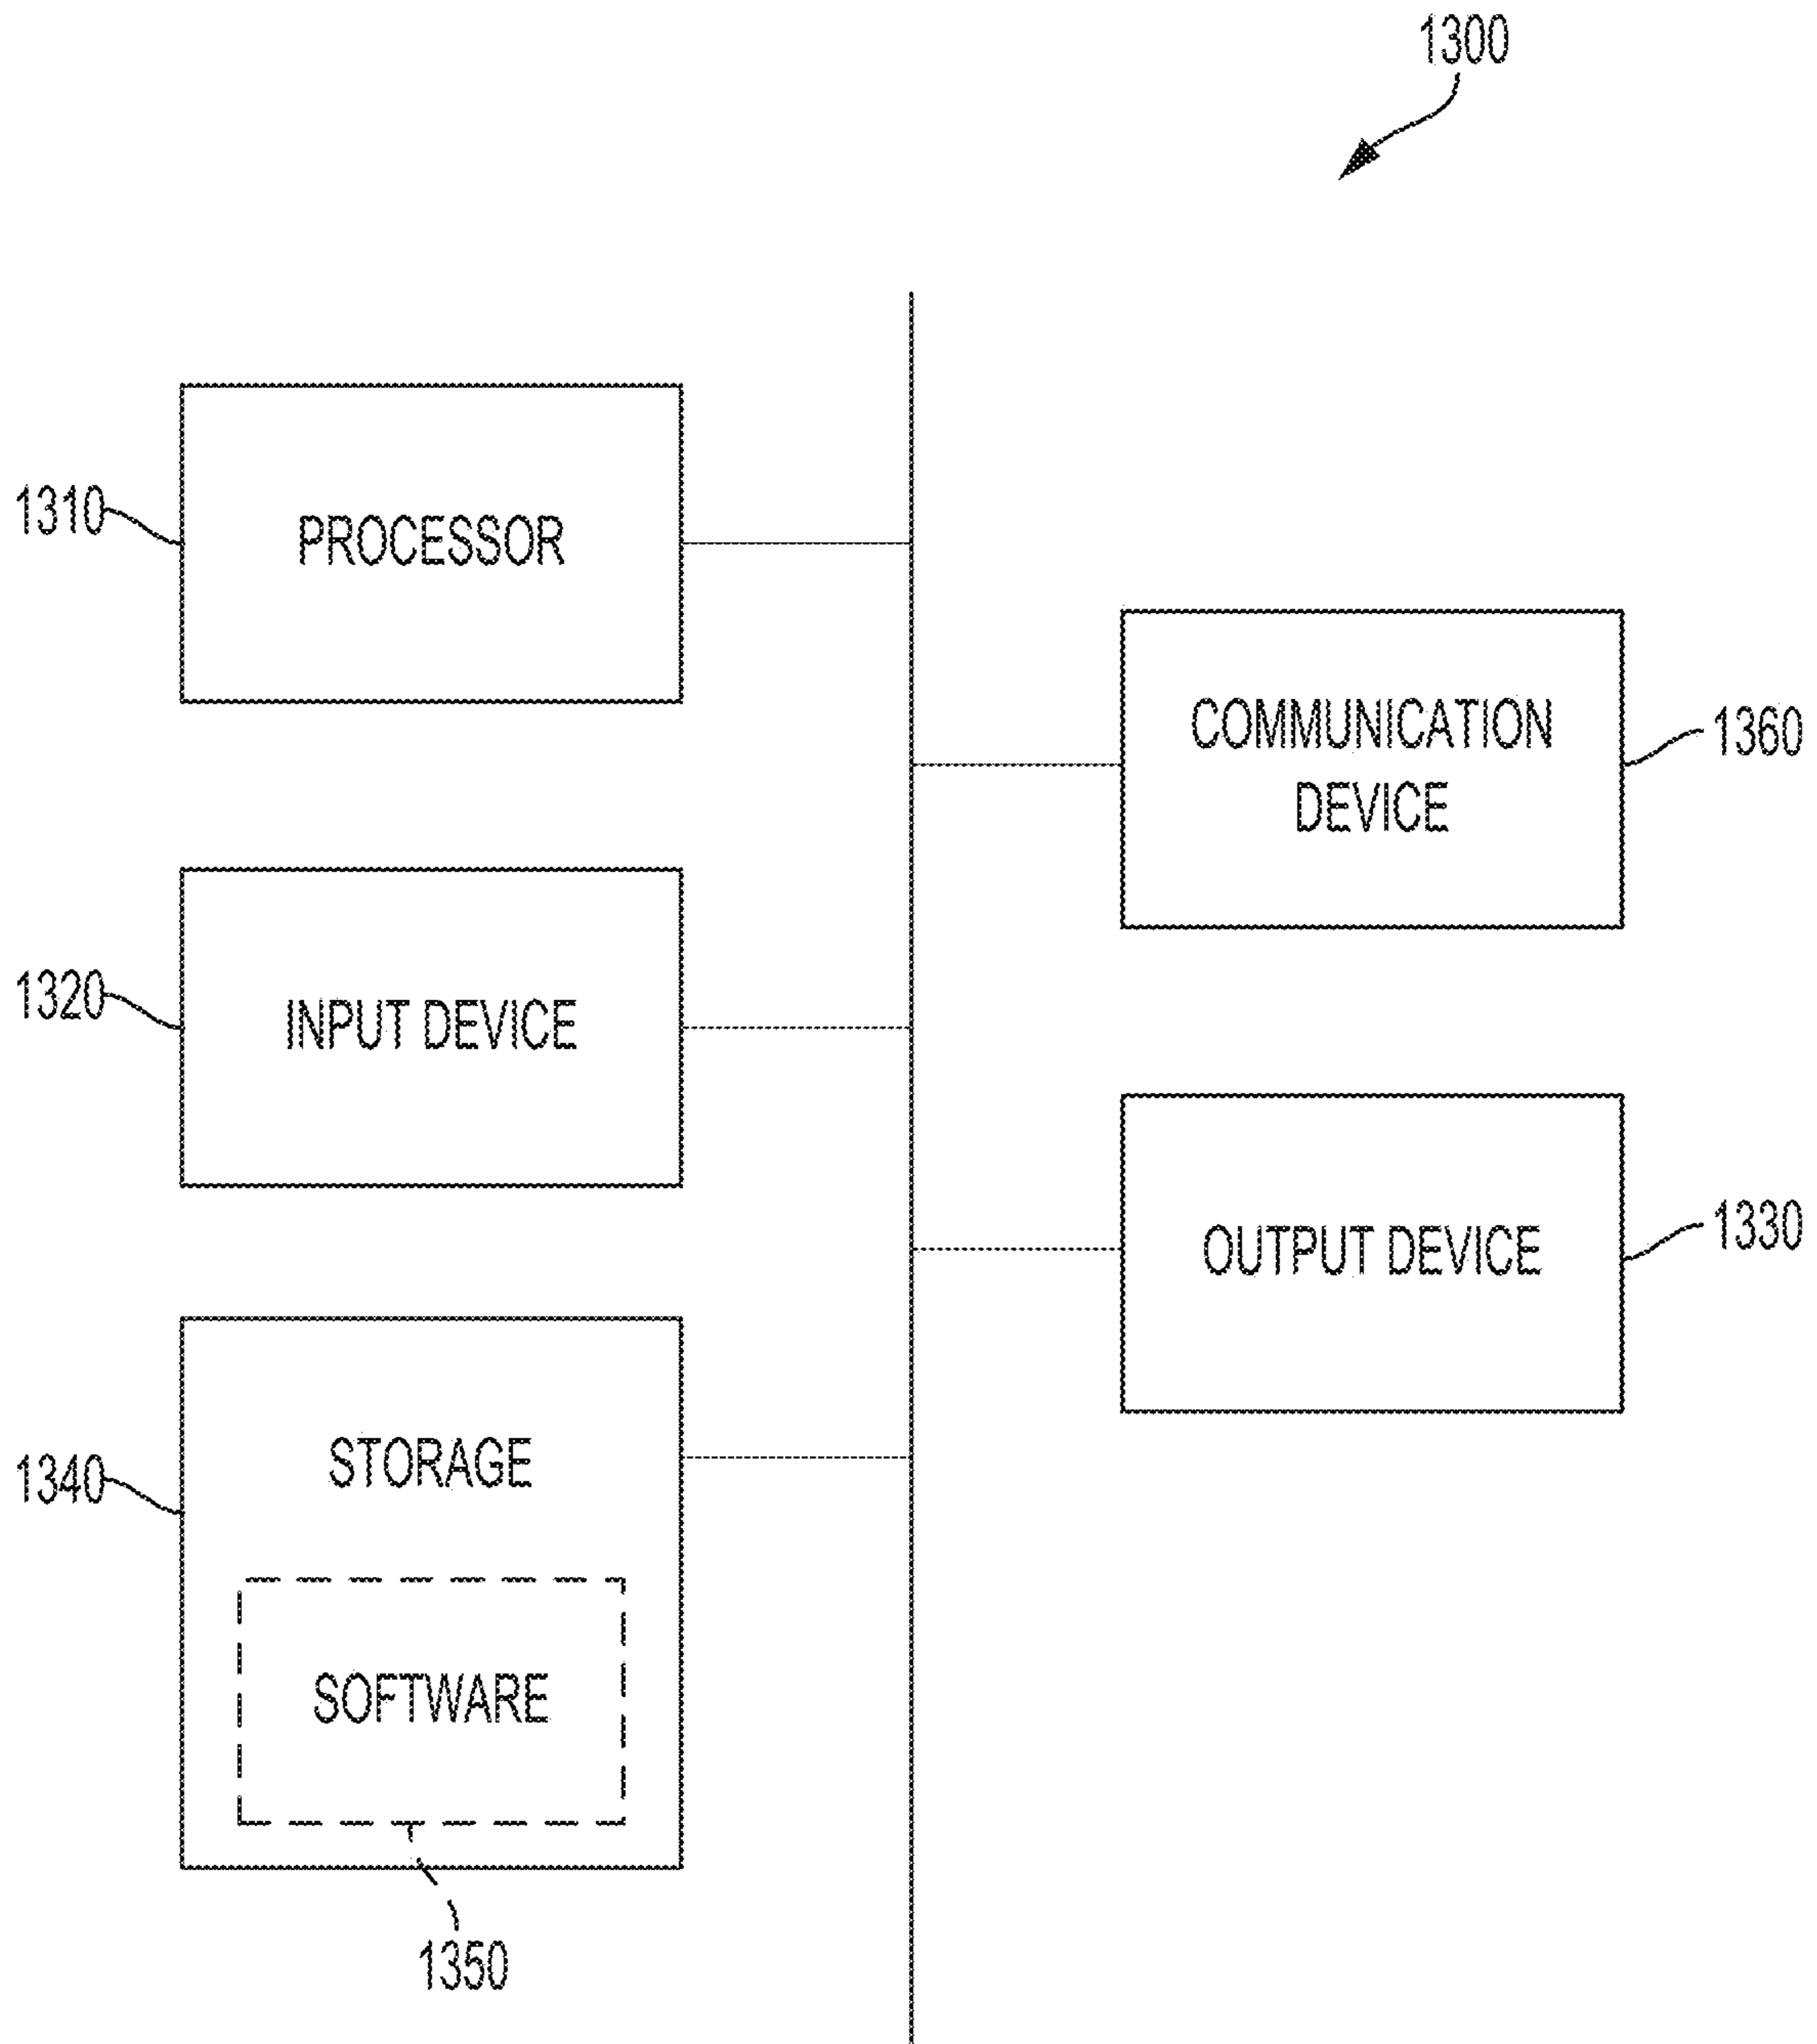 1300
1310
PROCESSOR
COMMUNICATION
DEVICE
1360
1320
INPUT DEVICE
OUTPUT DEVICE
1330
1340
STORAGE
SOFTWARE
1350